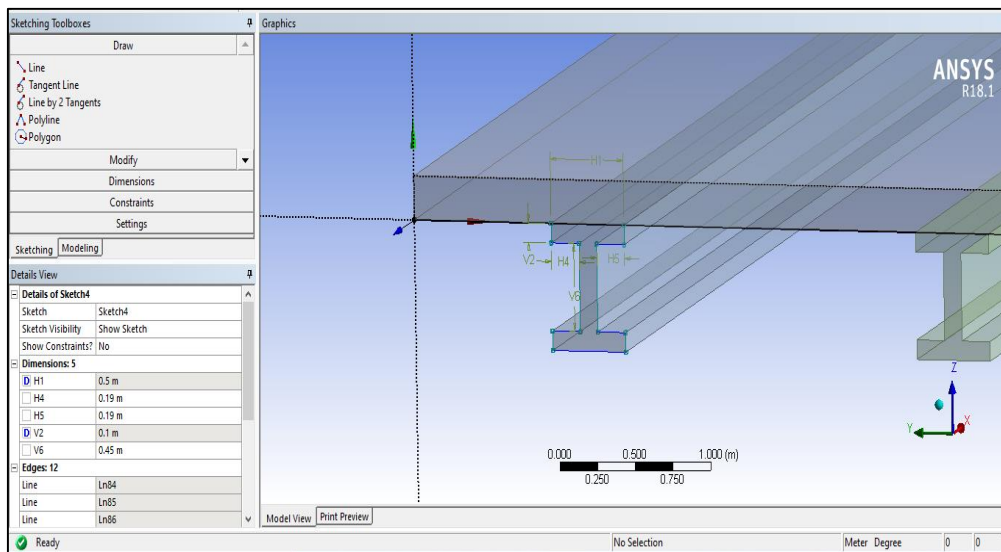 Sketching Toolboxes
Draw
Line
Tangent Line
Line by 2 Tangents
Polyline
Polygon
Modify
Dimensions
Constraints
Settings
Sketching Modeling
Details View
Details of Sketch4
Sketch Sketch4
Sketch Visibility Show Sketch
Show Constraints? No
Dimensions: 5
D H1 0.5 m
H4 0.19 m
H5 0.19 m
D V2 0.1 m
V6 0.45 m
Edges: 12
Line Ln84
Line Ln85
Line Ln86
Graphics
ANSYS
R18.1
H1
V2 H4 H5
V6
Z
Y X
0.000 0.500 1.000 (m)
0.250 0.750
Model View Print Preview
Ready No Selection Meter Degree 0 0